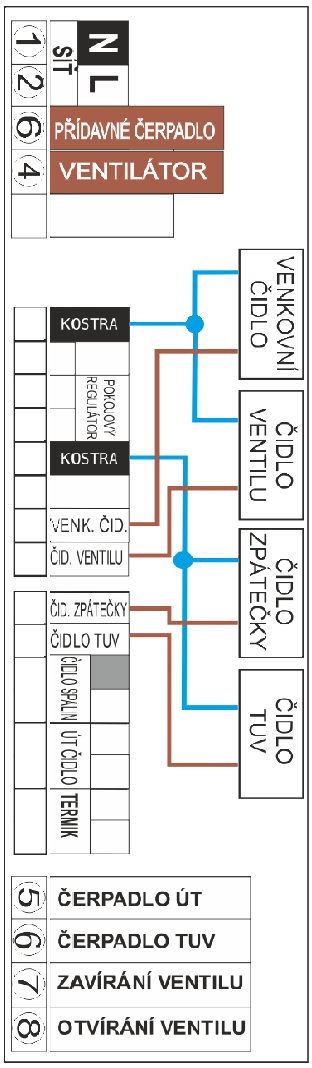 1
2
SÍŤ
N
L
6 PŘÍDAVNÉ ČERPADLO
4 VENTILÁTOR
KOSTRA
POKOJOVÝ
REGULÁTOR
KOSTRA
VENK. ČID.
ČID. VENTILU
ČID. ZPÁTEČKY
ČIDLO TUV
ČIDLO SPALIN
ÚT ČIDLO
TERMIK
VENKOVNÍ
ČIDLO
ČIDLO
VENTILU
ČIDLO
ZPÁTEČKY
ČIDLO
TUV
5 ČERPADLO ÚT
6 ČERPADLO TUV
7 ZAVÍRÁNÍ VENTILU
8 OTVÍRÁNÍ VENTILU